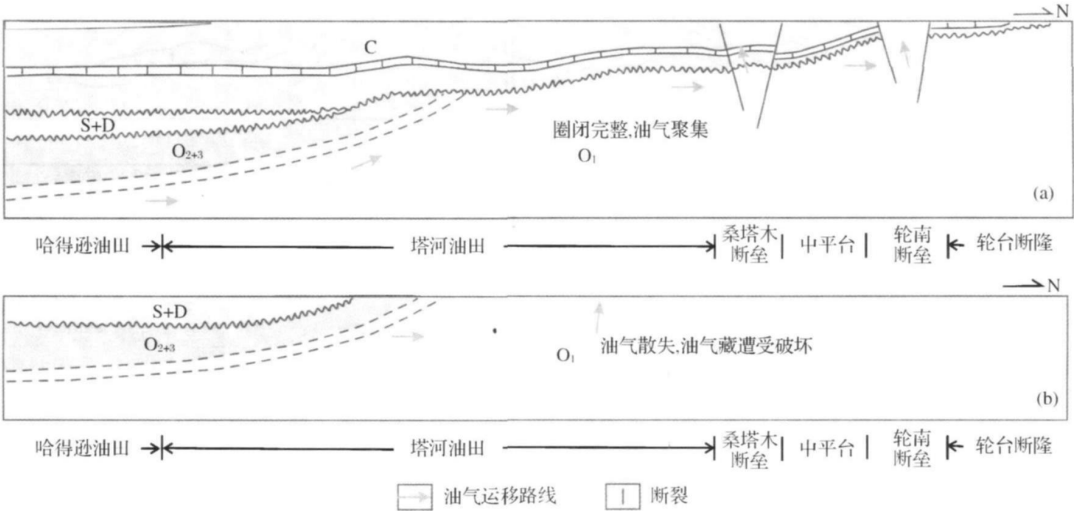 N
C
S+D
O₂₊₃
圈闭完整,油气聚集
O₁
(a)
哈得逊油田 塔河油田 桑塔木断垒 中平台 轮南断垒 轮台断隆
N
S+D
O₂₊₃
O₁ 油气散失,油气藏遭受破坏
(b)
哈得逊油田 塔河油田 桑塔木断垒 中平台 轮南断垒 轮台断隆
油气运移路线 断裂